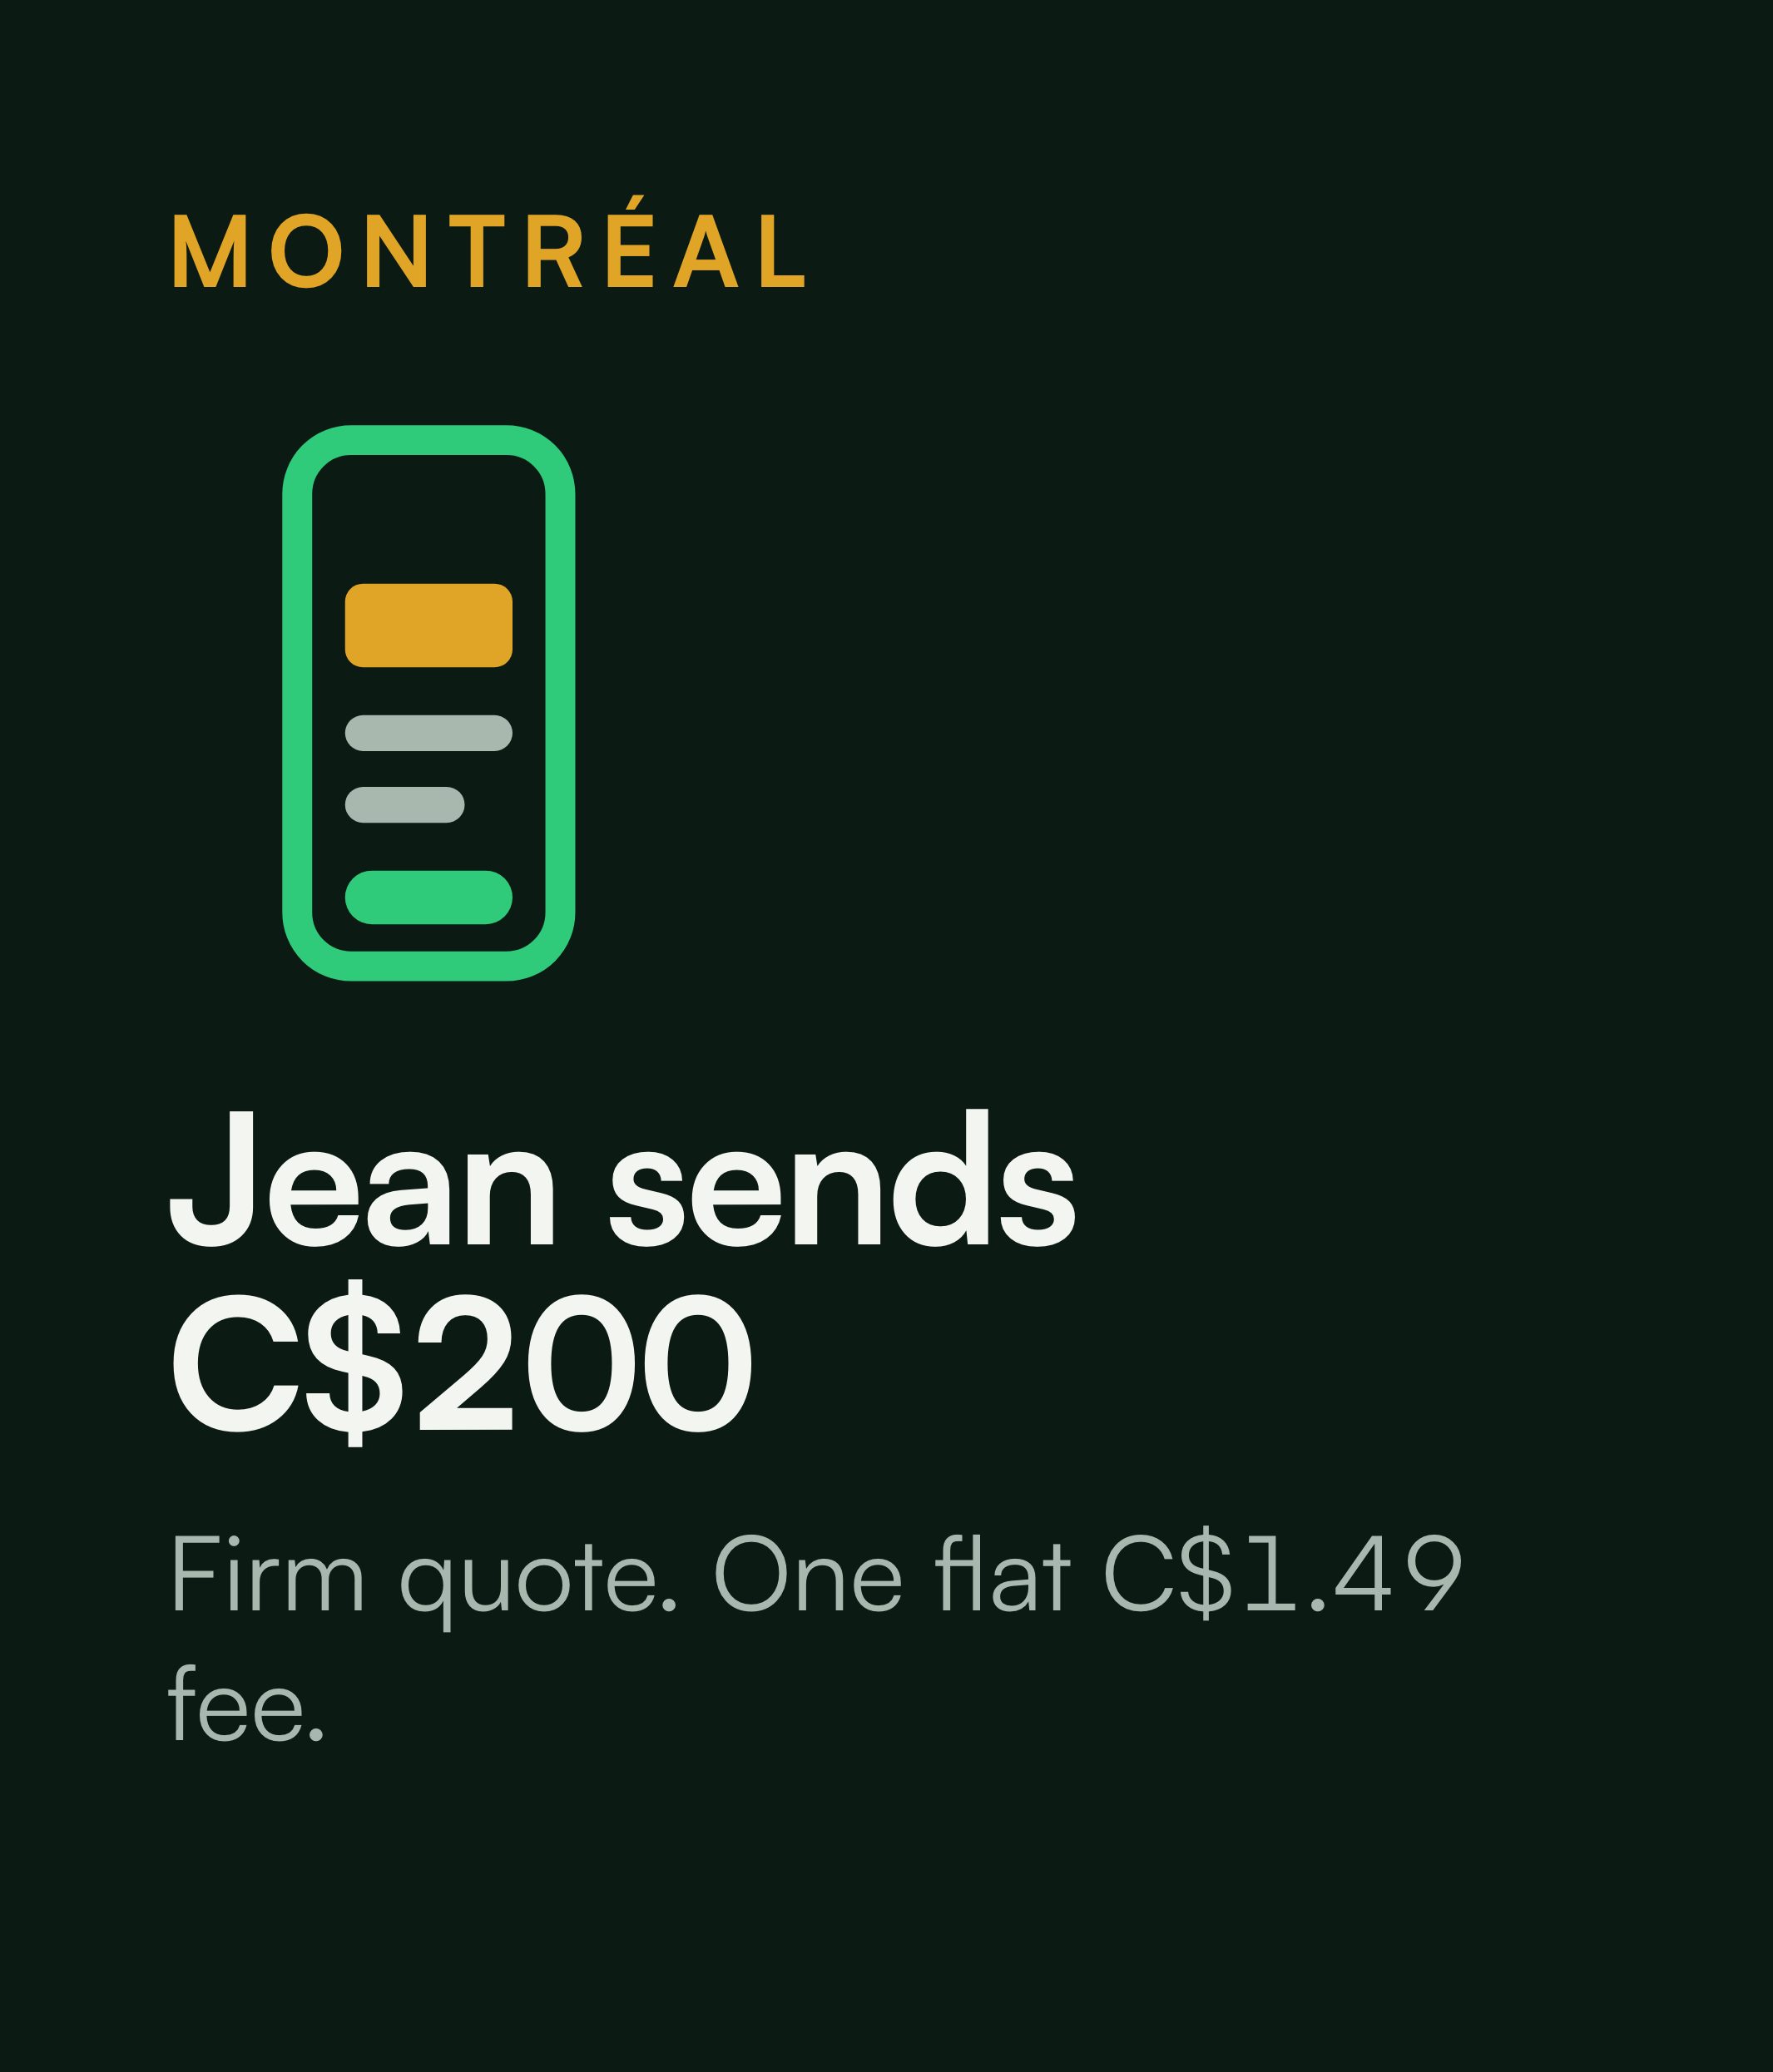 MONTRÉAL
Jean sends
C$200
Firm quote. One flat C$1.49
fee.